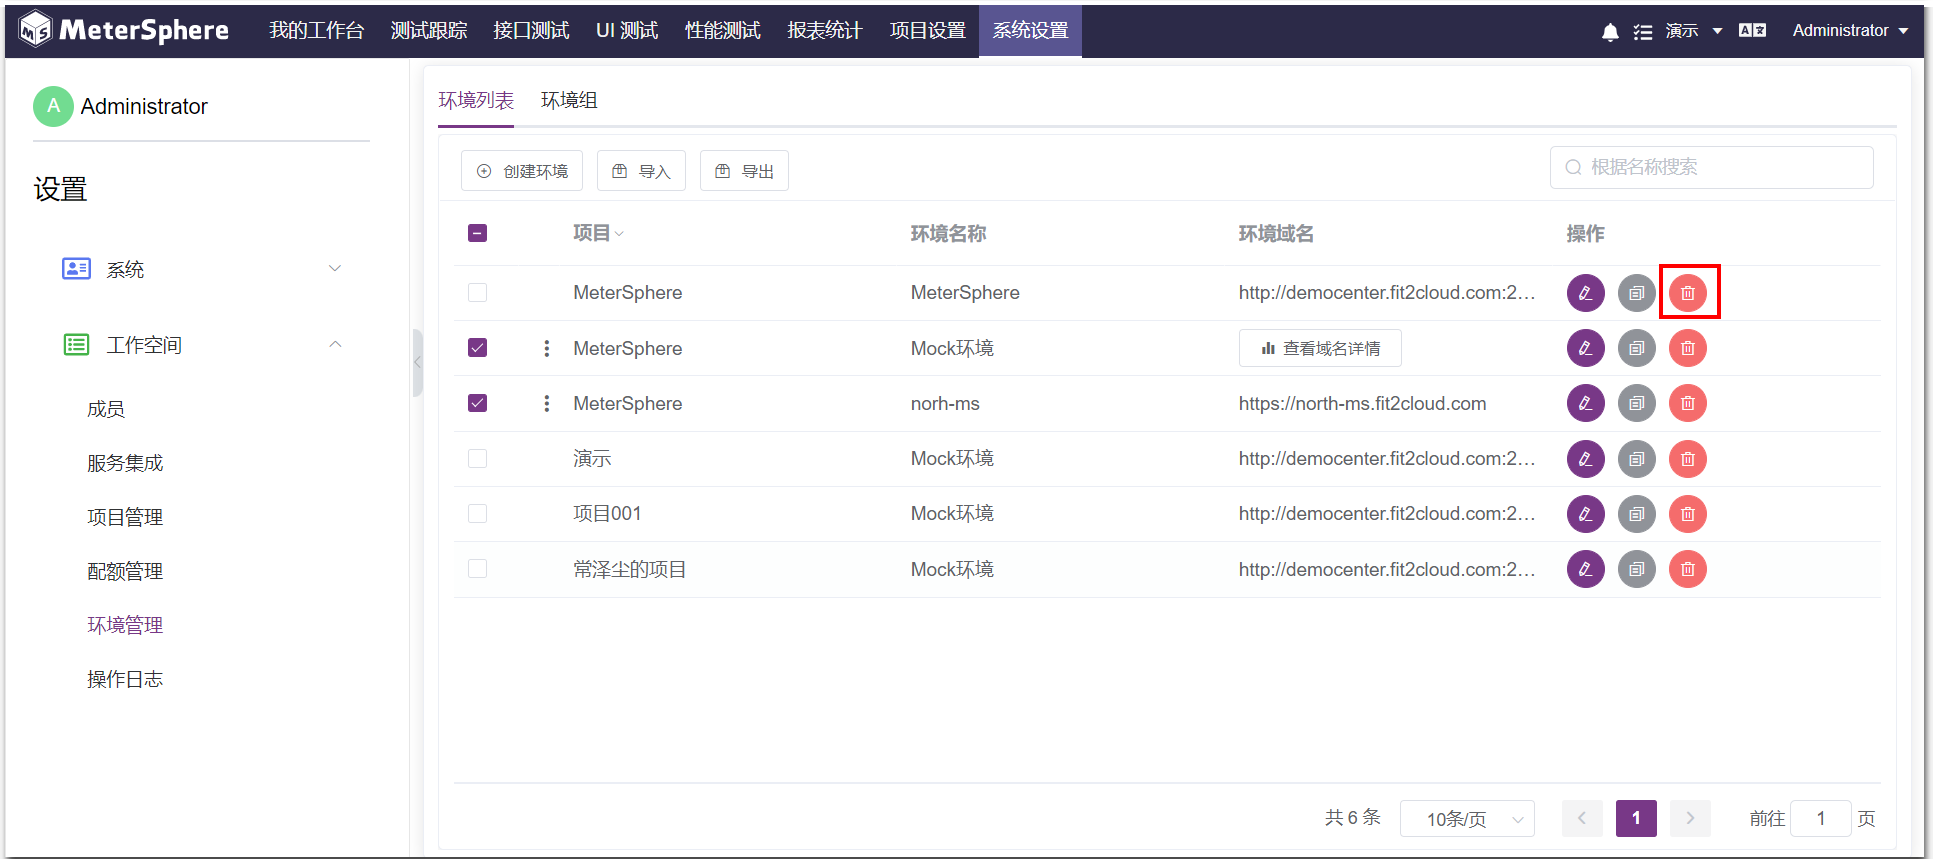 MeterSphere 我的工作台 测试跟踪 接口测试 UI 测试 性能测试 报表统计 项目设置 系统设置 演示 Administrator
A Administrator
设置
系统
工作空间
成员
服务集成
项目管理
配额管理
环境管理
操作日志
环境列表 环境组
创建环境 导入 导出 根据名称搜索
项目 环境名称 环境域名 操作
MeterSphere MeterSphere http://democenter.fit2cloud.com:2...
MeterSphere Mock环境 查看域名详情
MeterSphere norh-ms https://north-ms.fit2cloud.com
演示 Mock环境 http://democenter.fit2cloud.com:2...
项目001 Mock环境 http://democenter.fit2cloud.com:2...
常泽尘的项目 Mock环境 http://democenter.fit2cloud.com:2...
共 6 条 10条/页 1 前往 1 页